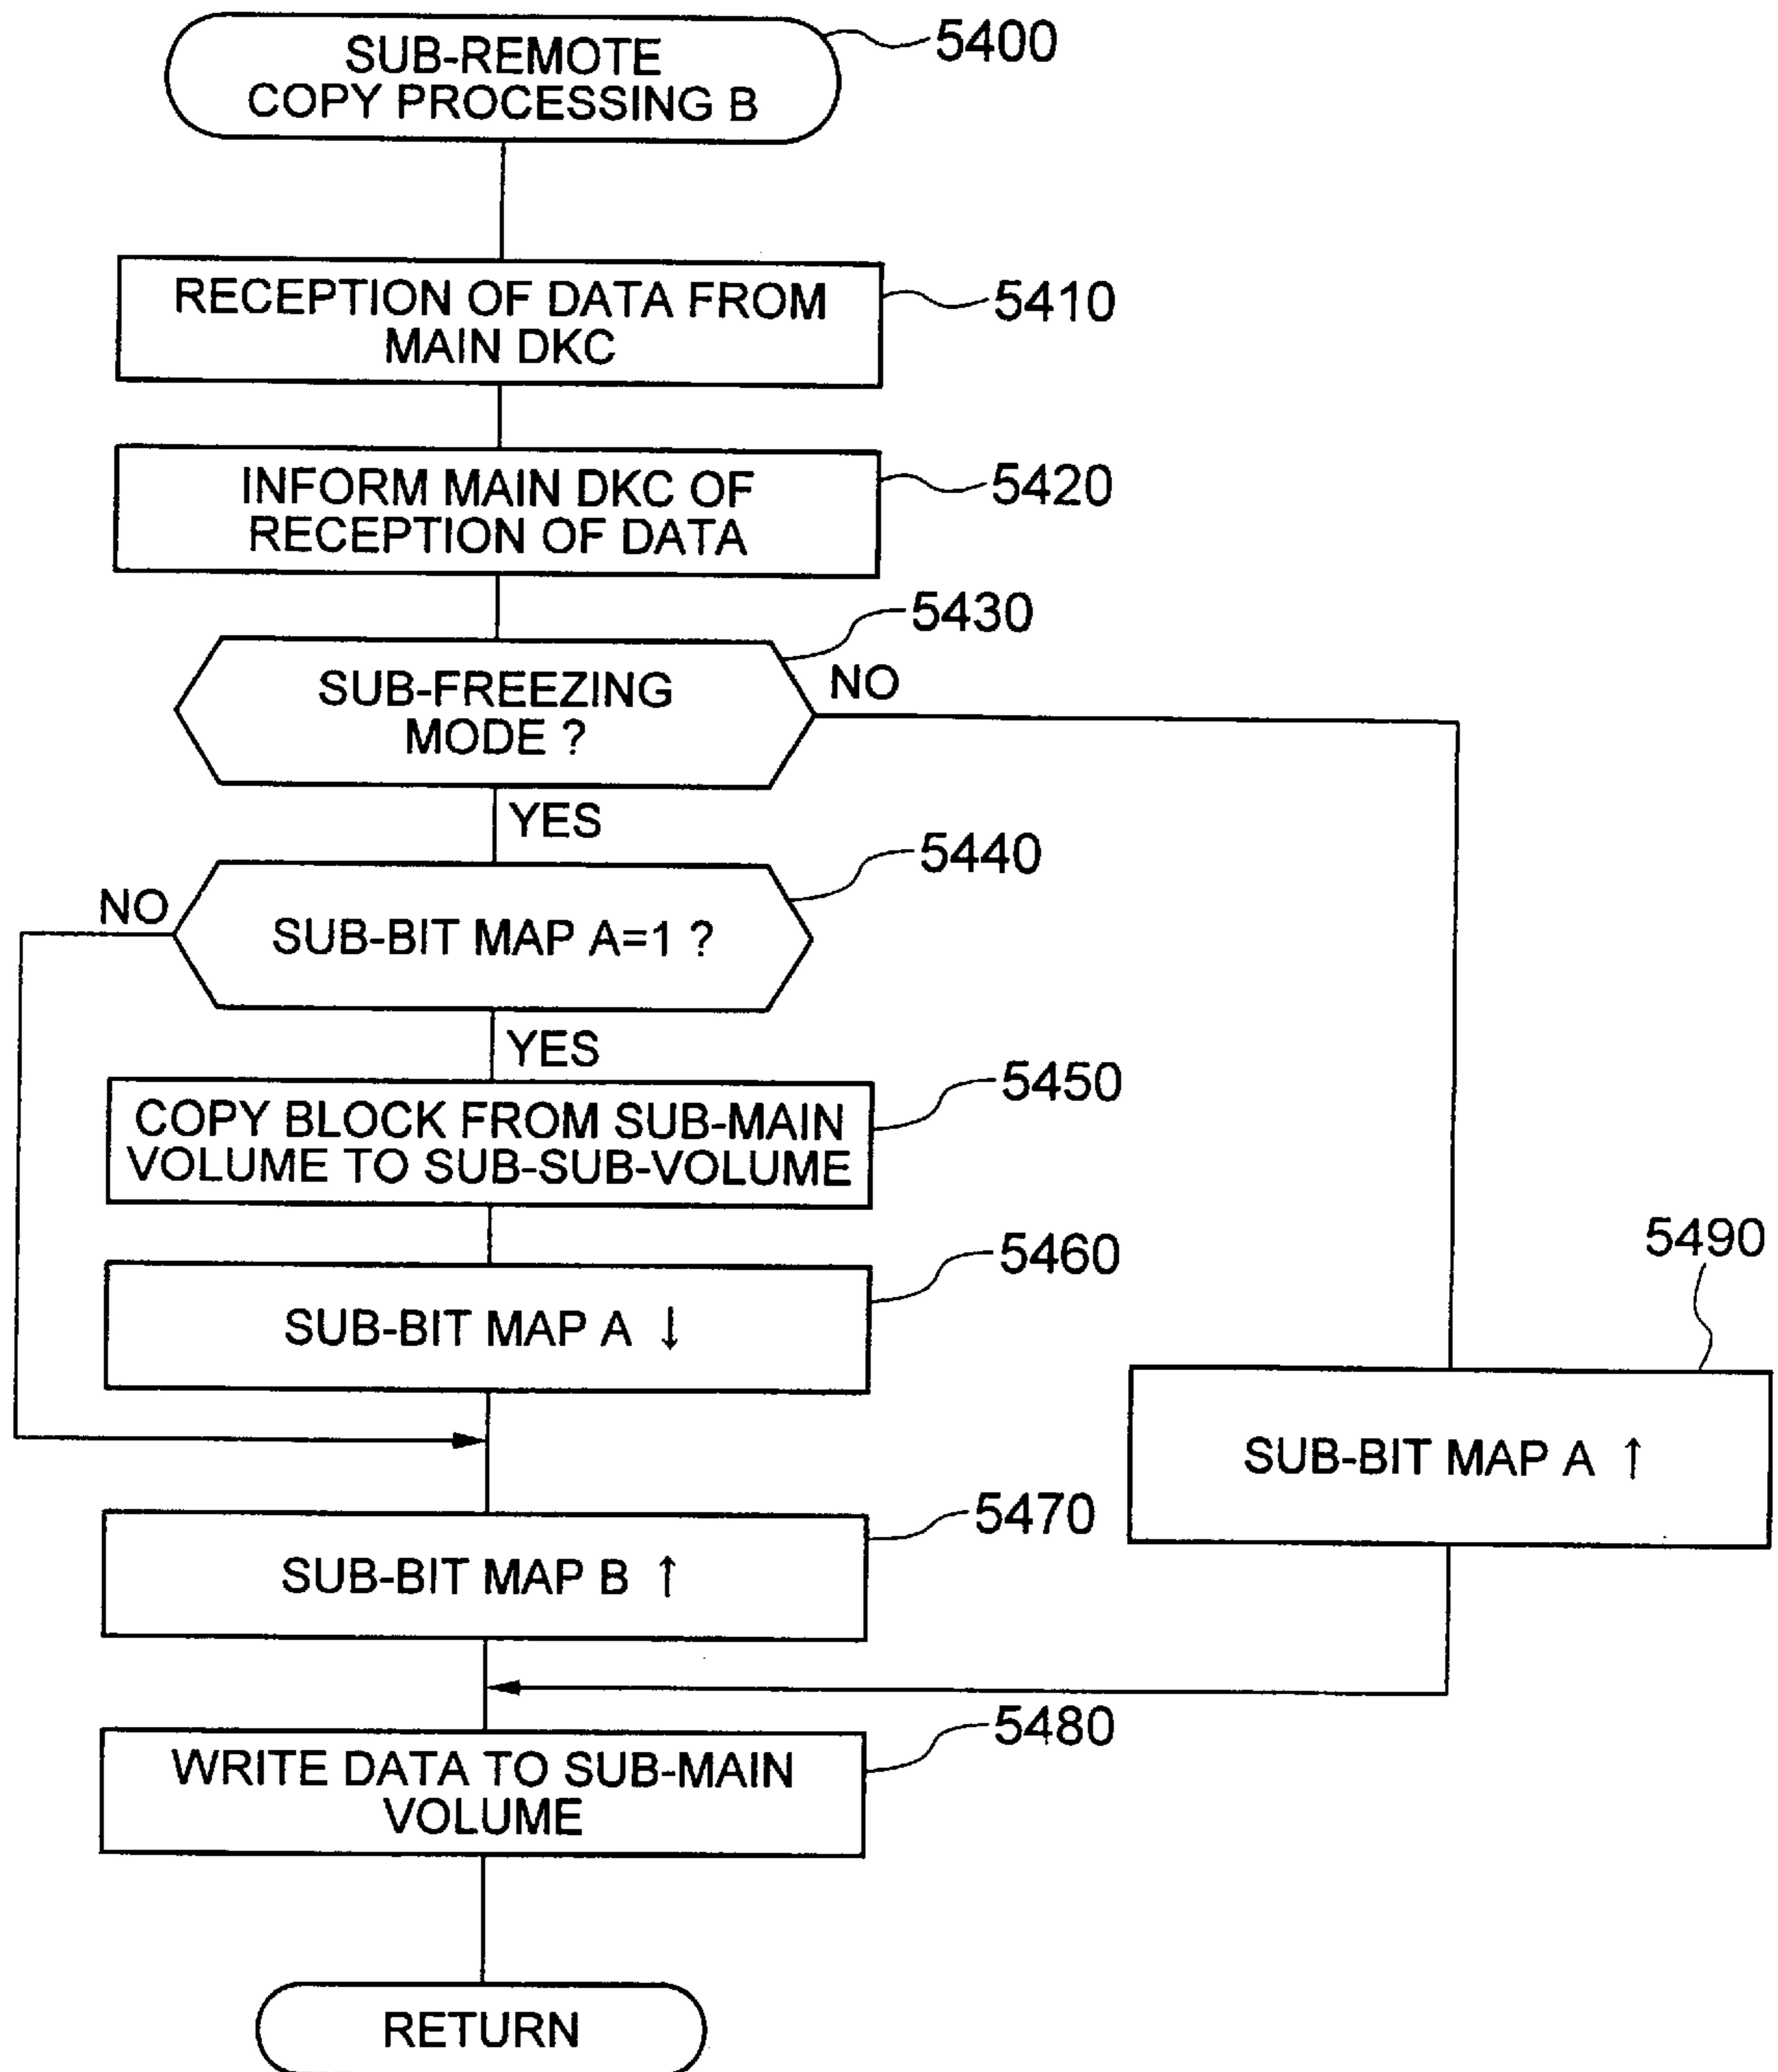 SUB-REMOTE
COPY PROCESSING B
5400
RECEPTION OF DATA FROM
MAIN DKC
5410
INFORM MAIN DKC OF
RECEPTION OF DATA
5420
5430
SUB-FREEZING
MODE ?
NO
YES
5440
NO
SUB-BIT MAP A=1 ?
YES
5450
COPY BLOCK FROM SUB-MAIN
VOLUME TO SUB-SUB-VOLUME
5460
SUB-BIT MAP A ↓
5490
SUB-BIT MAP A ↑
5470
SUB-BIT MAP B ↑
5480
WRITE DATA TO SUB-MAIN
VOLUME
RETURN